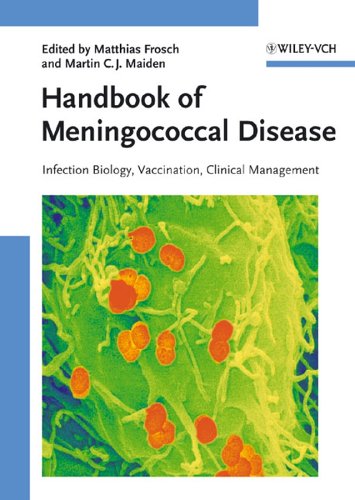 Edited by Matthias Frosch
and Martin C. J. Maiden
WILEY-VCH
Handbook of
Meningococcal Disease
Infection Biology, Vaccination, Clinical Management